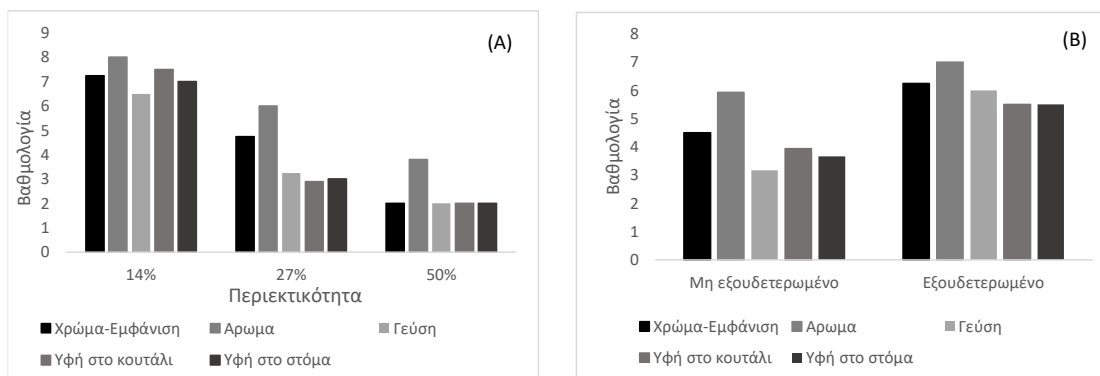 (A)
9
8
7
6
5
4
3
2
1
0
Βαθμολογία
14% 27% 50%
Περιεκτικότητα
Χρώμα-Εμφάνιση Αρωμα Γεύση
Υφή στο κουτάλι Υφή στο στόμα
(Β)
8
7
6
5
4
3
2
1
0
Βαθμολογία
Μη εξουδετερωμένο Εξουδετερωμένο
Χρώμα-Εμφάνιση Αρωμα Γεύση
Υφή στο κουτάλι Υφή στο στόμα